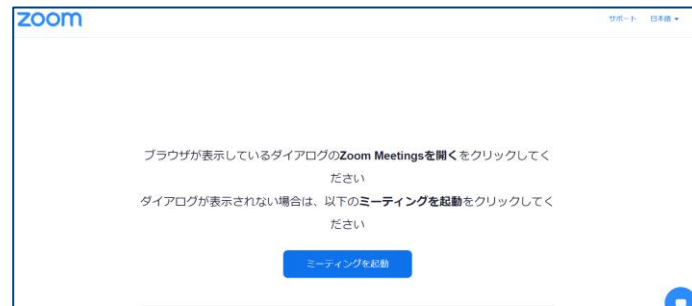 zoom
サポート 日本語
ブラウザが表示しているダイアログのZoom Meetingsを開くをクリックしてく
ださい
ダイアログが表示されない場合は、以下のミーティングを起動をクリックしてく
ださい
ミーティングを起動